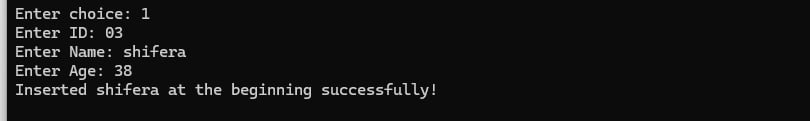 Enter choice: 1
Enter ID: 03
Enter Name: shifera
Enter Age: 38
Inserted shifera at the beginning successfully!